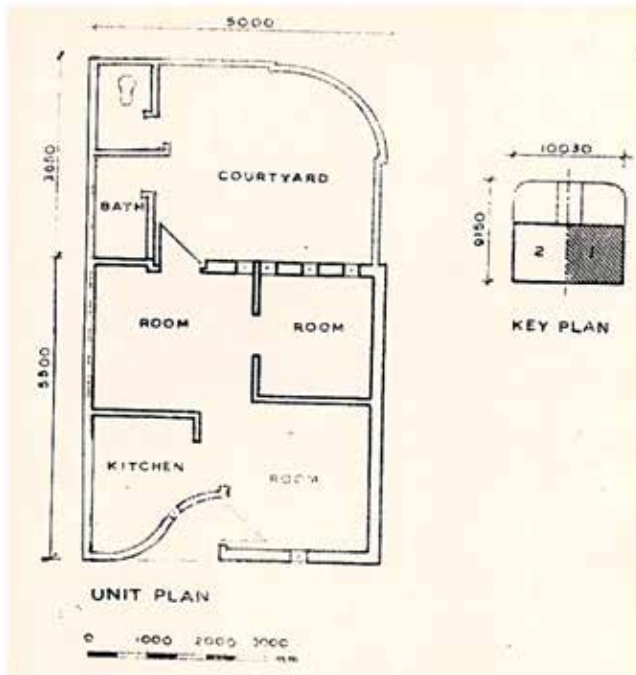 5000
3650
COURTYARD
BATH
10030
9150
2
1
KEY PLAN
ROOM
ROOM
5500
KITCHEN
ROOM
UNIT PLAN
0 1000 2000 3000
mm